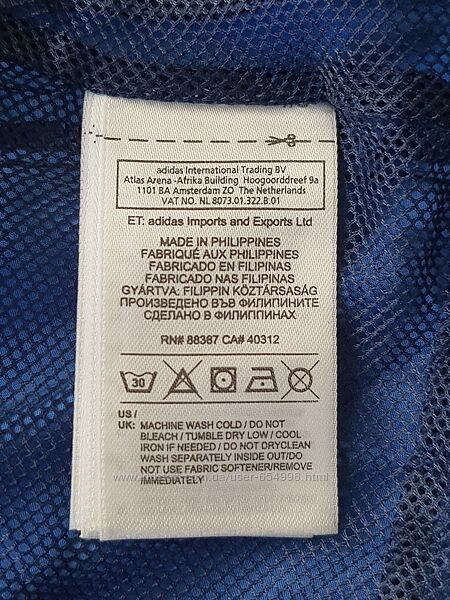 adidas International Trading BV
Atlas Arena -Afrika Building Hoogoorddreef 9a
1101 BA Amsterdam ZO The Netherlands
VAT NO. NL 8073.01.322.B.01
ET: adidas Imports and Exports Ltd
MADE IN PHILIPPINES
FABRIQUÉ AUX PHILIPPINES
FABRICADO EN FILIPINAS
FABRICADO NAS FILIPINAS
GYÁRTVA: FILIPPIN KÖZTÁRSASÁG
ПРОИЗВЕДЕНО ВЪВ ФИЛИПИНИТЕ
СДЕЛАНО В ФИЛИППИНАХ
RN# 88387 CA# 40312
30
US /
UK: MACHINE WASH COLD / DO NOT
BLEACH / TUMBLE DRY LOW / COOL
IRON IF NEEDED / DO NOT DRYCLEAN
WASH SEPARATELY INSIDE OUT/DO
NOT USE FABRIC SOFTENER/REMOVE
IMMEDIATELY